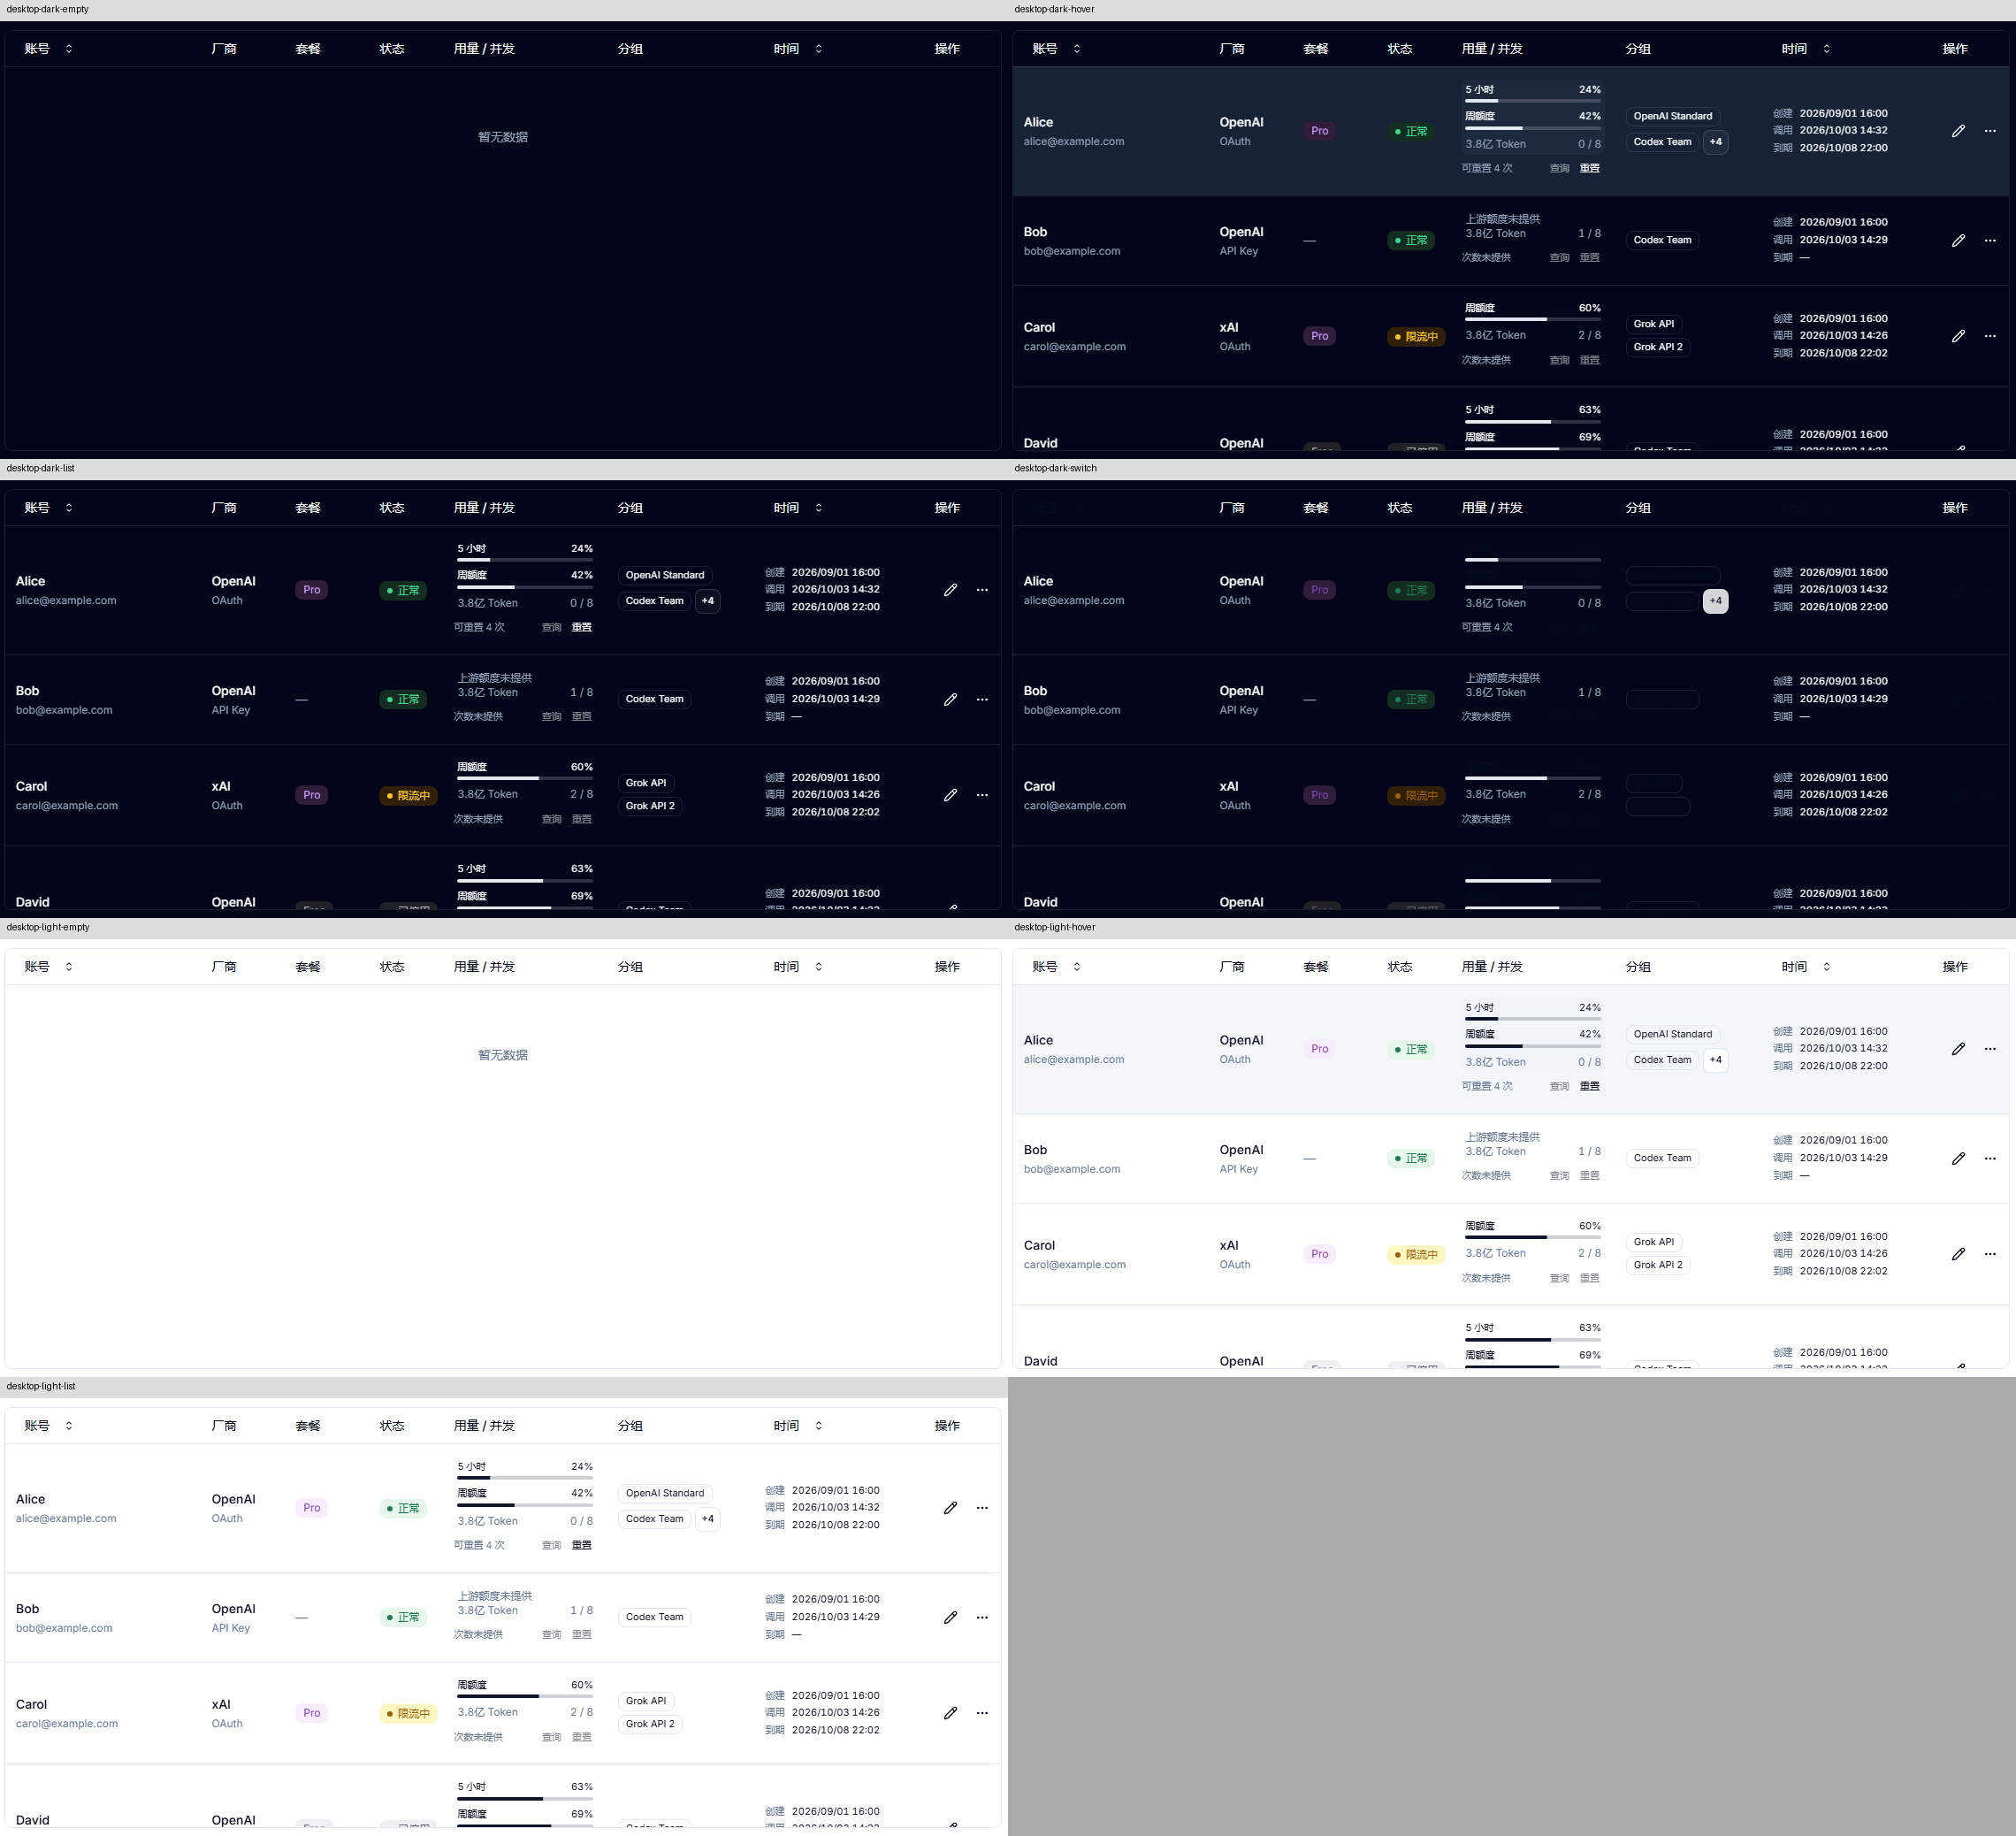 desktop-dark-empty
账号 厂商 套餐 状态 用量 / 并发 分组 时间 操作
暂无数据
desktop-dark-hover
账号 厂商 套餐 状态 用量 / 并发 分组 时间 操作
Alice
alice@example.com
OpenAI
OAuth
Pro
正常
5 小时 24%
周额度 42%
3.8亿 Token 0 / 8
可重置 4 次 查询 重置
OpenAI Standard
Codex Team +4
创建 2026/09/01 16:00
调用 2026/10/03 14:32
到期 2026/10/08 22:00
Bob
bob@example.com
OpenAI
API Key
—
正常
上游额度未提供
3.8亿 Token 1 / 8
次数未提供 查询 重置
Codex Team
创建 2026/09/01 16:00
调用 2026/10/03 14:29
到期 —
Carol
carol@example.com
xAI
OAuth
Pro
限流中
周额度 60%
3.8亿 Token 2 / 8
次数未提供 查询 重置
Grok API
Grok API 2
创建 2026/09/01 16:00
调用 2026/10/03 14:26
到期 2026/10/08 22:02
David
OpenAI
5 小时 63%
周额度 69%
创建 2026/09/01 16:00
desktop-dark-list
账号 厂商 套餐 状态 用量 / 并发 分组 时间 操作
Alice
alice@example.com
OpenAI
OAuth
Pro
正常
5 小时 24%
周额度 42%
3.8亿 Token 0 / 8
可重置 4 次 查询 重置
OpenAI Standard
Codex Team +4
创建 2026/09/01 16:00
调用 2026/10/03 14:32
到期 2026/10/08 22:00
Bob
bob@example.com
OpenAI
API Key
—
正常
上游额度未提供
3.8亿 Token 1 / 8
次数未提供 查询 重置
Codex Team
创建 2026/09/01 16:00
调用 2026/10/03 14:29
到期 —
Carol
carol@example.com
xAI
OAuth
Pro
限流中
周额度 60%
3.8亿 Token 2 / 8
次数未提供 查询 重置
Grok API
Grok API 2
创建 2026/09/01 16:00
调用 2026/10/03 14:26
到期 2026/10/08 22:02
David
OpenAI
5 小时 63%
周额度 69%
创建 2026/09/01 16:00
desktop-dark-switch
厂商 套餐 状态 用量 / 并发 分组 操作
Alice
alice@example.com
OpenAI
OAuth
Pro
正常
3.8亿 Token 0 / 8
可重置 4 次
+4
创建 2026/09/01 16:00
调用 2026/10/03 14:32
到期 2026/10/08 22:00
Bob
bob@example.com
OpenAI
API Key
—
正常
上游额度未提供
3.8亿 Token 1 / 8
次数未提供
创建 2026/09/01 16:00
调用 2026/10/03 14:29
到期 —
Carol
carol@example.com
xAI
OAuth
Pro
限流中
3.8亿 Token 2 / 8
次数未提供
创建 2026/09/01 16:00
调用 2026/10/03 14:26
到期 2026/10/08 22:02
David
OpenAI
创建 2026/09/01 16:00
desktop-light-empty
账号 厂商 套餐 状态 用量 / 并发 分组 时间 操作
暂无数据
desktop-light-hover
账号 厂商 套餐 状态 用量 / 并发 分组 时间 操作
Alice
alice@example.com
OpenAI
OAuth
Pro
正常
5 小时 24%
周额度 42%
3.8亿 Token 0 / 8
可重置 4 次 查询 重置
OpenAI Standard
Codex Team +4
创建 2026/09/01 16:00
调用 2026/10/03 14:32
到期 2026/10/08 22:00
Bob
bob@example.com
OpenAI
API Key
—
正常
上游额度未提供
3.8亿 Token 1 / 8
次数未提供 查询 重置
Codex Team
创建 2026/09/01 16:00
调用 2026/10/03 14:29
到期 —
Carol
carol@example.com
xAI
OAuth
Pro
限流中
周额度 60%
3.8亿 Token 2 / 8
次数未提供 查询 重置
Grok API
Grok API 2
创建 2026/09/01 16:00
调用 2026/10/03 14:26
到期 2026/10/08 22:02
David
OpenAI
5 小时 63%
周额度 69%
创建 2026/09/01 16:00
desktop-light-list
账号 厂商 套餐 状态 用量 / 并发 分组 时间 操作
Alice
alice@example.com
OpenAI
OAuth
Pro
正常
5 小时 24%
周额度 42%
3.8亿 Token 0 / 8
可重置 4 次 查询 重置
OpenAI Standard
Codex Team +4
创建 2026/09/01 16:00
调用 2026/10/03 14:32
到期 2026/10/08 22:00
Bob
bob@example.com
OpenAI
API Key
—
正常
上游额度未提供
3.8亿 Token 1 / 8
次数未提供 查询 重置
Codex Team
创建 2026/09/01 16:00
调用 2026/10/03 14:29
到期 —
Carol
carol@example.com
xAI
OAuth
Pro
限流中
周额度 60%
3.8亿 Token 2 / 8
次数未提供 查询 重置
Grok API
Grok API 2
创建 2026/09/01 16:00
调用 2026/10/03 14:26
到期 2026/10/08 22:02
David
OpenAI
5 小时 63%
周额度 69%
创建 2026/09/01 16:00